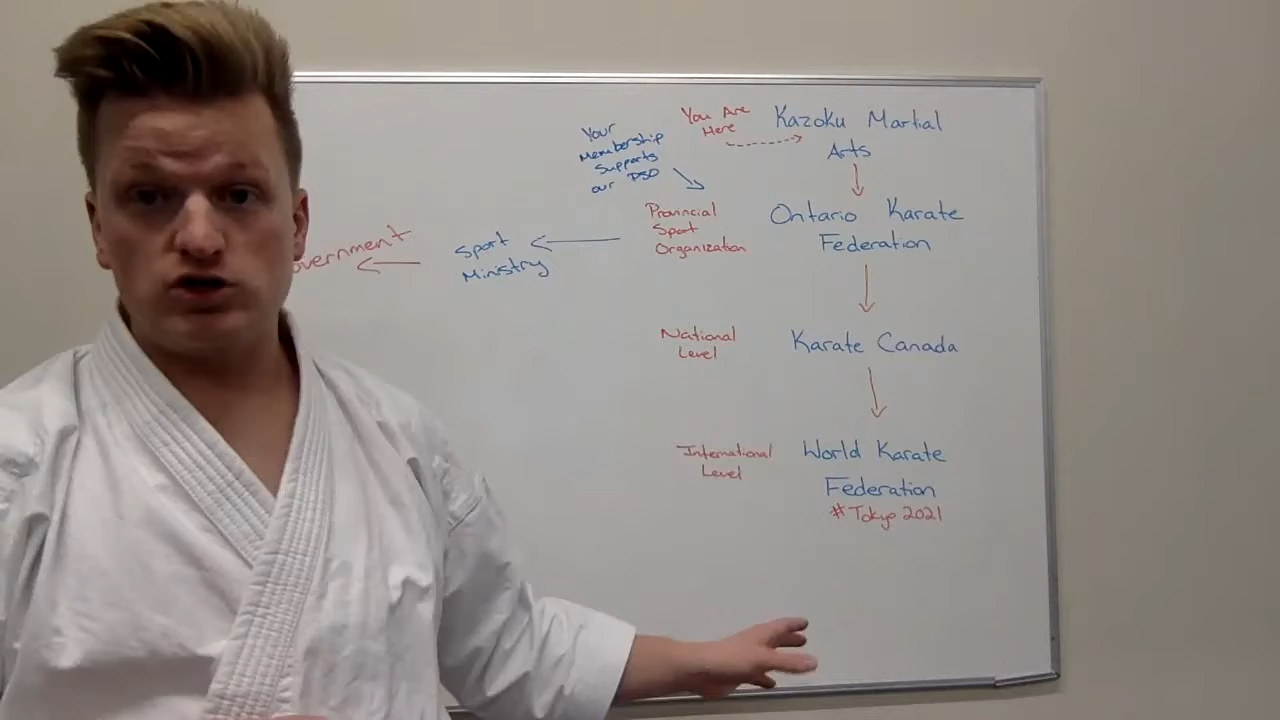 You Are
Here
Kazoku Martial
Arts
Your
Membership
Supports
our PSO
Provincial
Sport
Organization
Ontario Karate
Federation
Sport
Ministry
overnment
National
Level
Karate Canada
International
Level
World Karate
Federation
#Tokyo 2021